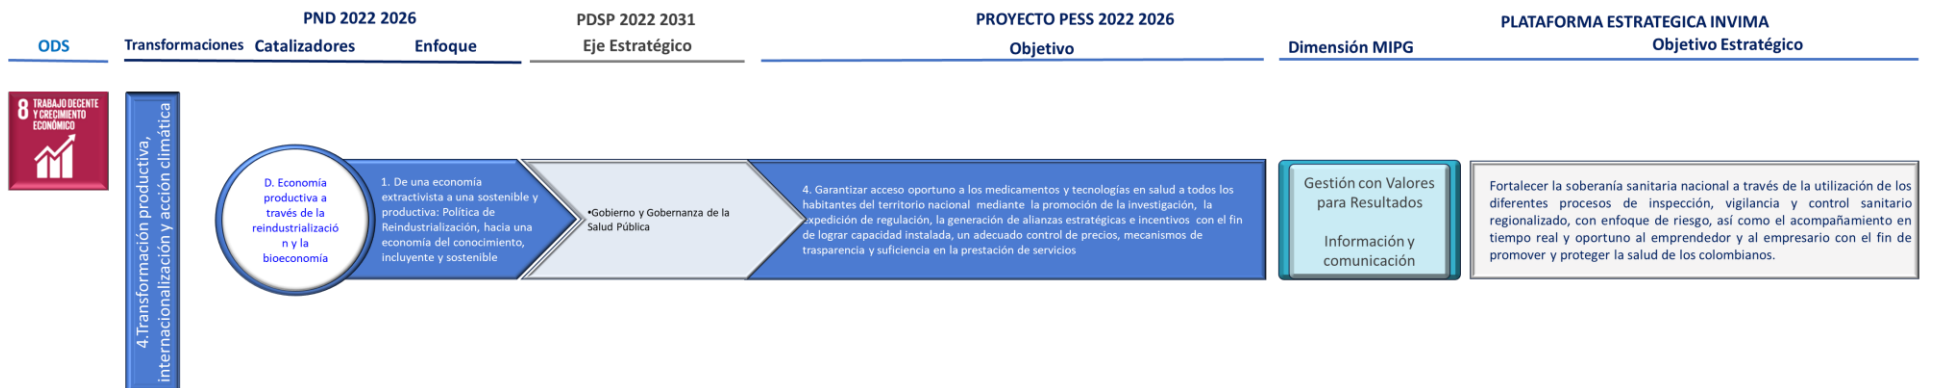 PND 2022 2026
PDSP 2022 2031
PROYECTO PESS 2022 2026
PLATAFORMA ESTRATEGICA INVIMA
ODS
Transformaciones
Catalizadores
Enfoque
Eje Estratégico
Objetivo
Dimensión MIPG
Objetivo Estratégico
8 TRABAJO DECENTE
Y CRECIMIENTO
ECONÓMICO
4.Transformación productiva,
internacionalización y acción climática
D. Economía
productiva a
través de la
reindustrializació
n y la
bioeconomía
1. De una economía
extractivista a una sostenible y
productiva: Política de
Reindustrialización, hacia una
economía del conocimiento,
incluyente y sostenible
•Gobierno y Gobernanza de la
Salud Pública
4. Garantizar acceso oportuno a los medicamentos y tecnologías en salud a todos los
habitantes del territorio nacional mediante la promoción de la investigación, la
expedición de regulación, la generación de alianzas estratégicas e incentivos con el fin
de lograr capacidad instalada, un adecuado control de precios, mecanismos de
trasparencia y suficiencia en la prestación de servicios
Gestión con Valores
para Resultados
Información y
comunicación
Fortalecer la soberanía sanitaria nacional a través de la utilización de los
diferentes procesos de inspección, vigilancia y control sanitario
regionalizado, con enfoque de riesgo, así como el acompañamiento en
tiempo real y oportuno al emprendedor y al empresario con el fin de
promover y proteger la salud de los colombianos.